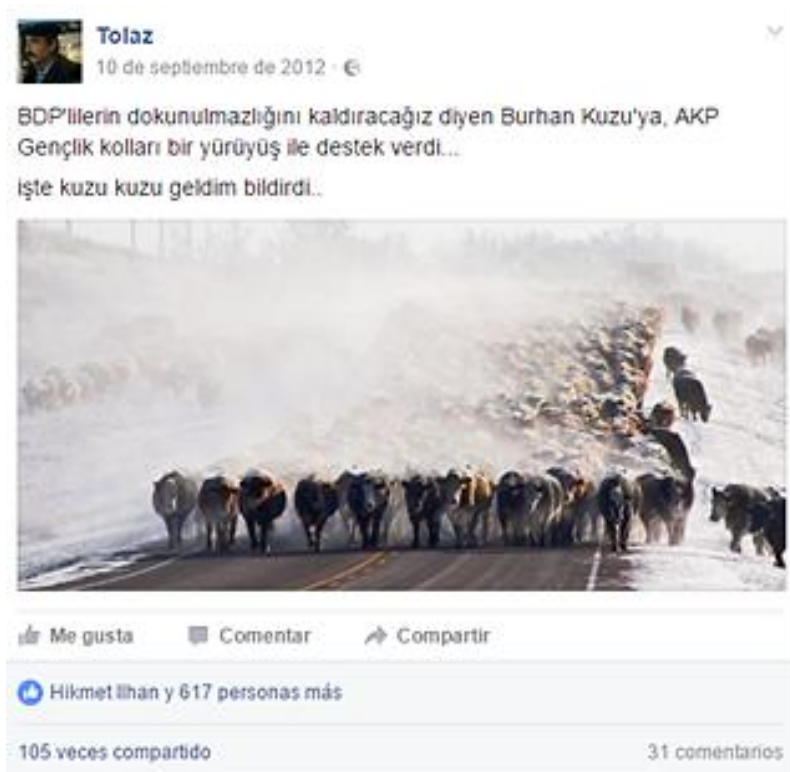 Tolaz
10 de septiembre de 2012 ·
BDP'lilerin dokunulmazlığını kaldıracağız diyen Burhan Kuzu'ya, AKP
Gençlik kolları bir yürüyüş ile destek verdi...
işte kuzu kuzu geldim bildirdi..
Me gusta Comentar Compartir
Hikmet Ilhan y 617 personas más
105 veces compartido 31 comentarios